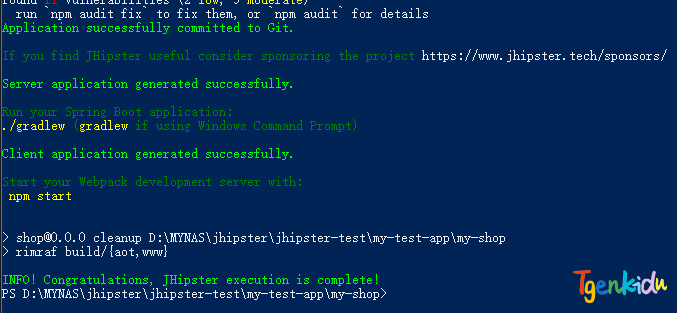 vulnerabilities (2 low, 5 moderate)
run `npm audit fix` to fix them, or `npm audit` for details
Application successfully committed to Git.
If you find JHipster useful consider sponsoring the project https://www.jhipster.tech/sponsors/
Server application generated successfully.
Run your Spring Boot application:
./gradlew (gradlew if using Windows Command Prompt)
Client application generated successfully.
Start your Webpack development server with:
npm start
> shop@0.0.0 cleanup D:\MYNAS\jhipster\jhipster-test\my-test-app\my-shop
> rimraf build/{aot,www}
INFO! Congratulations, JHipster execution is complete!
PS D:\MYNAS\jhipster\jhipster-test\my-test-app\my-shop>
Tgenkidu